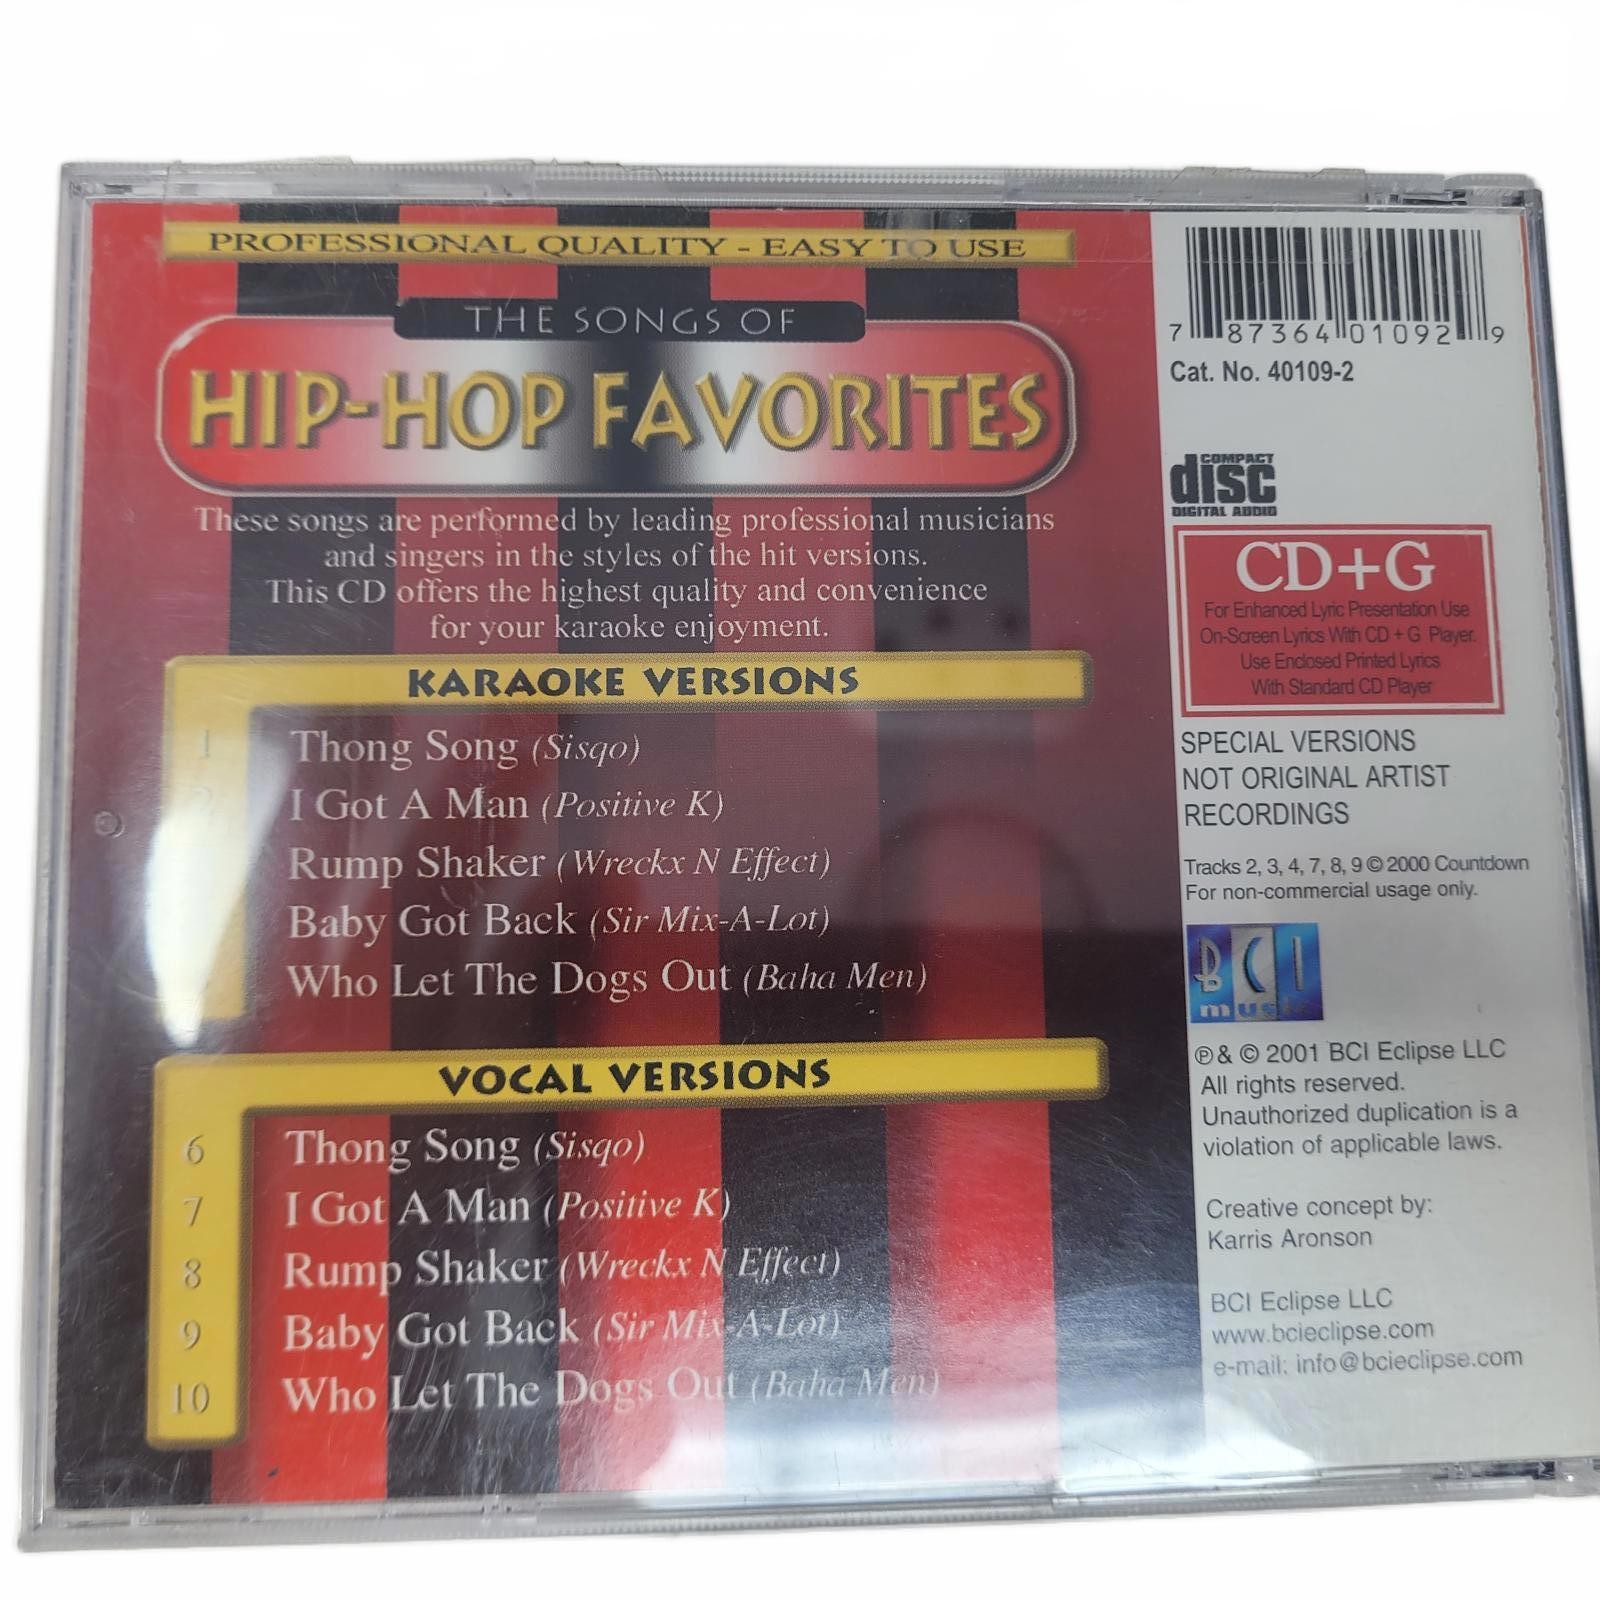 PROFESSIONAL QUALITY - EASY TO USE
THE SONGS OF
HIP-HOP FAVORITES
These songs are performed by leading professional musicians
and singers in the styles of the hit versions.
This CD offers the highest quality and convenience
for your karaoke enjoyment.
KARAOKE VERSIONS
1 Thong Song (Sisqo)
2 I Got A Man (Positive K)
Rump Shaker (Wreckx N Effect)
Baby Got Back (Sir Mix-A-Lot)
Who Let The Dogs Out (Baha Men)
VOCAL VERSIONS
6 Thong Song (Sisqo)
7 I Got A Man (Positive K)
8 Rump Shaker (Wreckx N Effect)
9 Baby Got Back (Sir Mix-A-Lot)
10 Who Let The Dogs Out (Baha Men)
7 87364 01092 9
Cat. No. 40109-2
COMPACT
disc
DIGITAL AUDIO
CD+G
For Enhanced Lyric Presentation Use
On-Screen Lyrics With CD + G Player.
Use Enclosed Printed Lyrics
With Standard CD Player
SPECIAL VERSIONS
NOT ORIGINAL ARTIST
RECORDINGS
Tracks 2, 3, 4, 7, 8, 9 © 2000 Countdown
For non-commercial usage only.
BCI
music
℗ & © 2001 BCI Eclipse LLC
All rights reserved.
Unauthorized duplication is a
violation of applicable laws.
Creative concept by:
Karris Aronson
BCI Eclipse LLC
www.bcieclipse.com
e-mail: info@bcieclipse.com